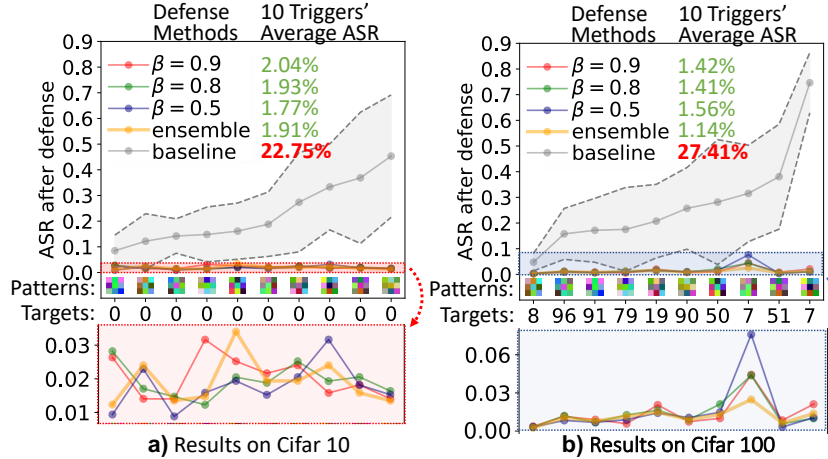 Defense Methods 10 Triggers' Average ASR
ASR after defense
0.9
0.8
0.7
0.6
0.5
0.4
0.3
0.2
0.1
0.0
β = 0.9 2.04%
β = 0.8 1.93%
β = 0.5 1.77%
ensemble 1.91%
baseline 22.75%
Patterns:
Targets: 0 0 0 0 0 0 0 0 0 0
0.03
0.02
0.01
a) Results on Cifar 10
Defense Methods 10 Triggers' Average ASR
ASR after defense
0.9
0.8
0.7
0.6
0.5
0.4
0.3
0.2
0.1
0.0
β = 0.9 1.42%
β = 0.8 1.41%
β = 0.5 1.56%
ensemble 1.14%
baseline 27.41%
Patterns:
Targets: 8 96 91 79 19 90 50 7 51 7
0.06
0.03
0.00
b) Results on Cifar 100